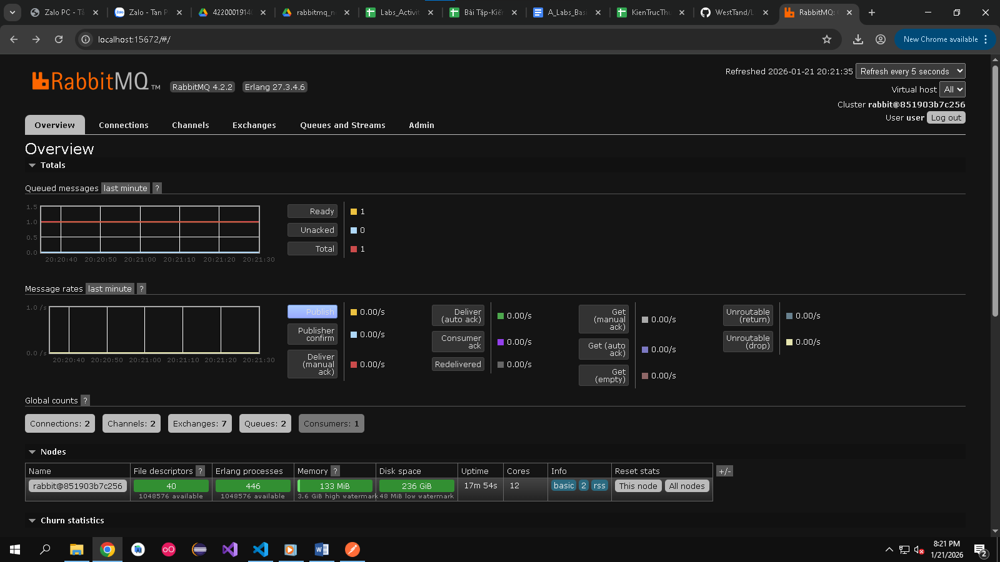 Zalo PC - Tả
Zalo - Tan P
4220001914
rabbitmq_n
Labs_Activit
Bài Tập-Kiế
A_Labs_Basi
KienTrucThu
WestTand/L
RabbitMQ:
localhost:15672/#/
New Chrome available
RabbitMQ TM
RabbitMQ 4.2.2
Erlang 27.3.4.6
Refreshed 2026-01-21 20:21:35
Refresh every 5 seconds
Virtual host
All
Cluster rabbit@851903b7c256
User user
Log out
Overview
Connections
Channels
Exchanges
Queues and Streams
Admin
Overview
Totals
Queued messages last minute ?
1.5
1.0
0.5
0.0
20:20:40 20:20:50 20:21:00 20:21:10 20:21:20 20:21:30
Ready 1
Unacked 0
Total 1
Message rates last minute ?
1.0 /s
0.0 /s
20:20:40 20:20:50 20:21:00 20:21:10 20:21:20 20:21:30
Publish 0.00/s
Publisher
confirm
0.00/s
Deliver
(manual
ack)
0.00/s
Deliver
(auto ack)
0.00/s
Consumer
ack
0.00/s
Redelivered 0.00/s
Get
(manual
ack)
0.00/s
Get (auto
ack)
0.00/s
Get
(empty)
0.00/s
Unroutable
(return)
0.00/s
Unroutable
(drop)
0.00/s
Global counts ?
Connections: 2
Channels: 2
Exchanges: 7
Queues: 2
Consumers: 1
Nodes
Name File descriptors ? Erlang processes Memory ? Disk space Uptime Cores Info Reset stats +/-
rabbit@851903b7c256 40 446 133 MiB 236 GiB 17m 54s 12 basic 2 rss This node All nodes
1048576 available 1048576 available 3.6 GiB high watermark 48 MiB low watermark
Churn statistics
8:21 PM
1/21/2026
2